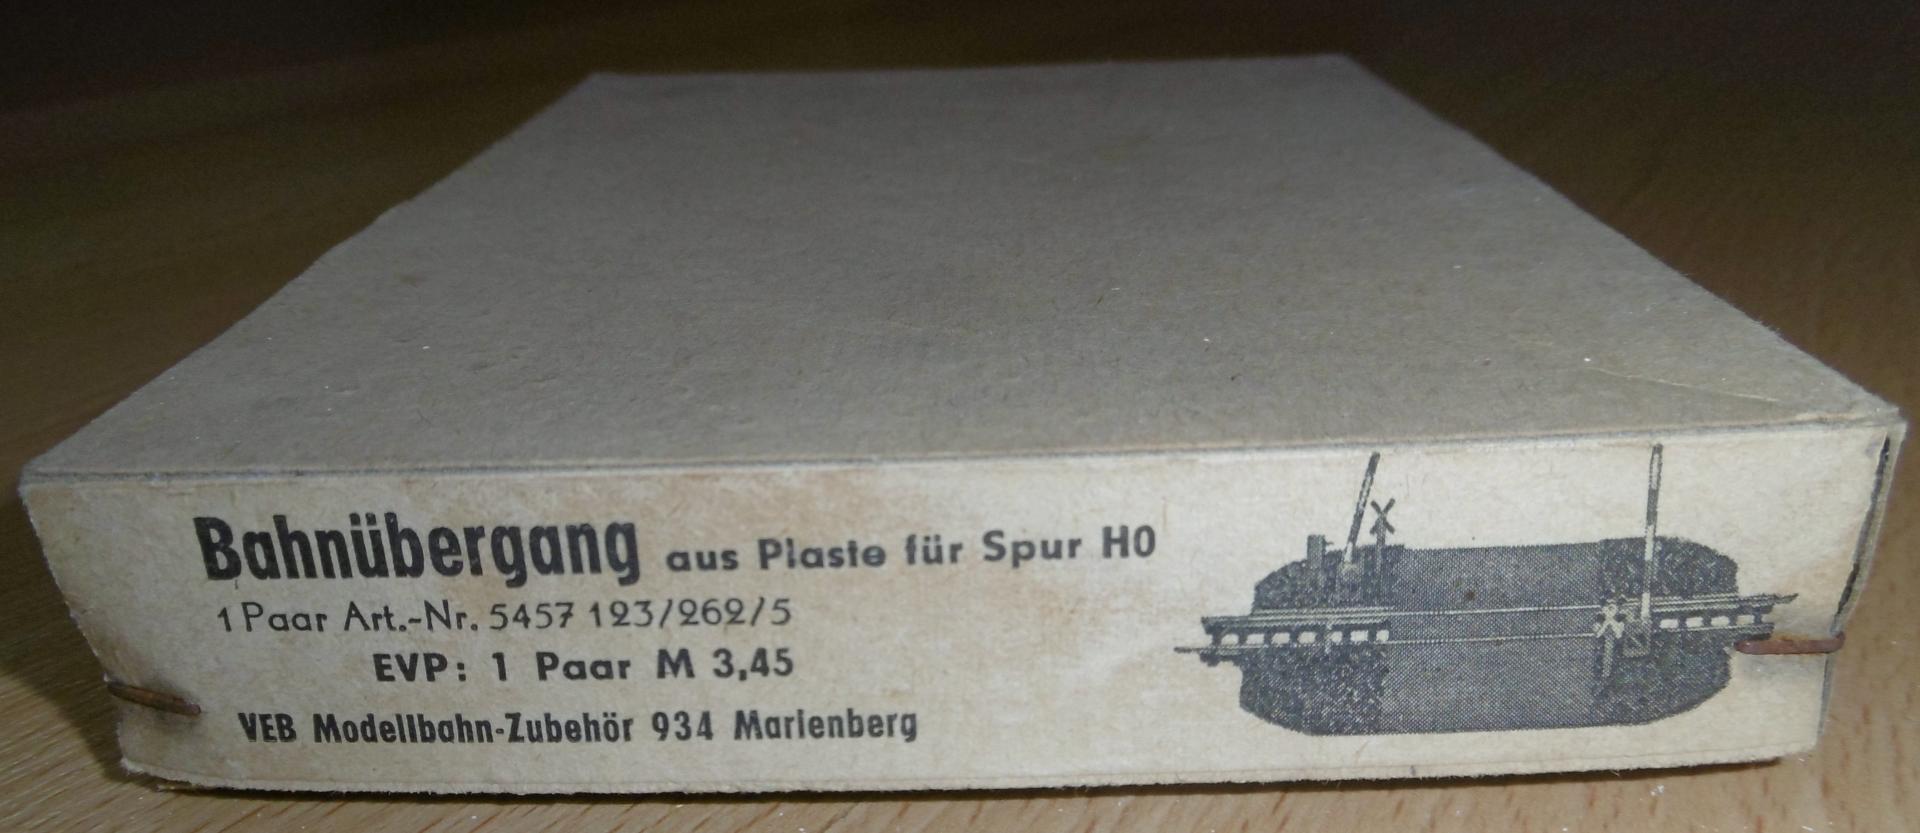 Bahnübergang aus Plaste für Spur H0
1 Paar Art.-Nr. 5457 123/262/5
EVP: 1 Paar M 3,45
VEB Modellbahn-Zubehör 934 Marienberg